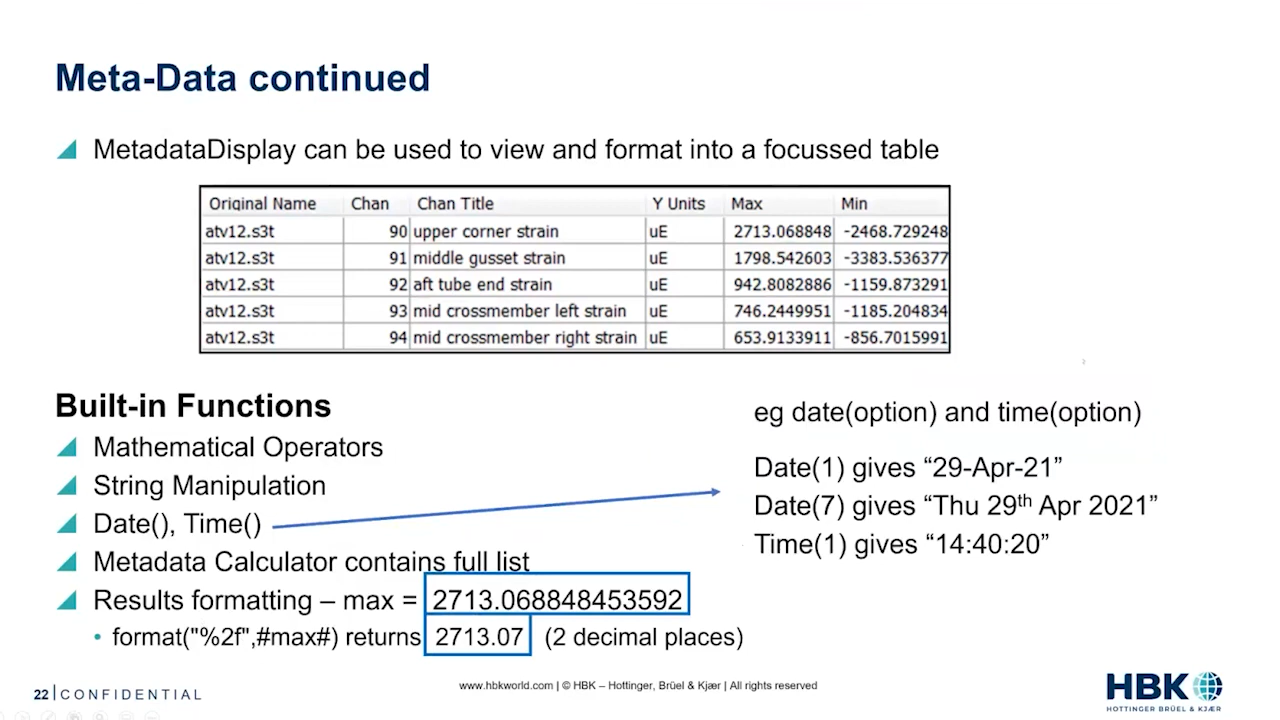 Meta-Data continued
MetadataDisplay can be used to view and format into a focussed table
Original Name Chan Chan Title Y Units Max Min
atv12.s3t 90 upper corner strain uE 2713.068848 -2468.729248
atv12.s3t 91 middle gusset strain uE 1798.542603 -3383.536377
atv12.s3t 92 aft tube end strain uE 942.8082886 -1159.873291
atv12.s3t 93 mid crossmember left strain uE 746.2449951 -1185.204834
atv12.s3t 94 mid crossmember right strain uE 653.9133911 -856.7015991
Built-in Functions
Mathematical Operators
String Manipulation
Date(), Time()
Metadata Calculator contains full list
Results formatting – max = 2713.068848453592
• format("%2f",#max#) returns 2713.07 (2 decimal places)
eg date(option) and time(option)
Date(1) gives “29-Apr-21”
Date(7) gives “Thu 29th Apr 2021”
Time(1) gives “14:40:20”
22 | CONFIDENTIAL
www.hbkworld.com | © HBK – Hottinger, Brüel & Kjær | All rights reserved
HBK
HOTTINGER BRÜEL & KJÆR